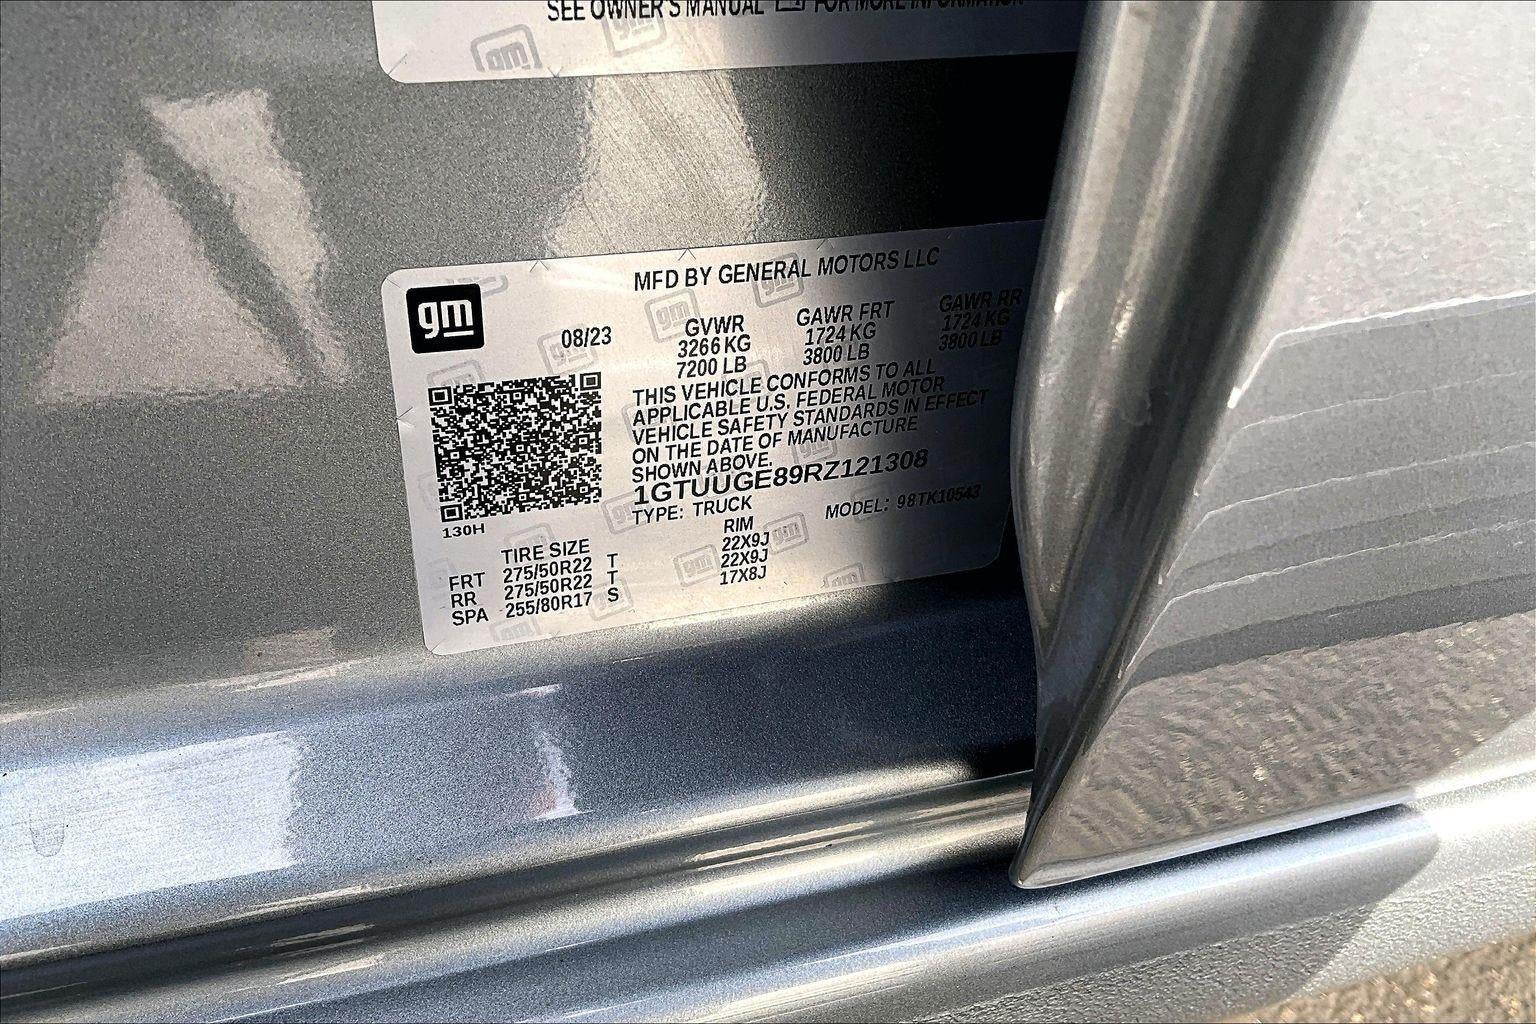 SEE OWNER'S MANUAL FOR MORE INFORMATION
gm
gm
MFD BY GENERAL MOTORS LLC
gm
08/23
GVWR GAWR FRT GAWR RR
3266 KG 1724 KG 1724 KG
7200 LB 3800 LB 3800 LB
THIS VEHICLE CONFORMS TO ALL
APPLICABLE U.S. FEDERAL MOTOR
VEHICLE SAFETY STANDARDS IN EFFECT
ON THE DATE OF MANUFACTURE
SHOWN ABOVE.
1GTUUGE89RZ121308
TYPE: TRUCK MODEL: 98TK10543
130H
TIRE SIZE RIM
FRT 275/50R22 T 22X9J
RR 275/50R22 T 22X9J
SPA 255/80R17 S 17X8J